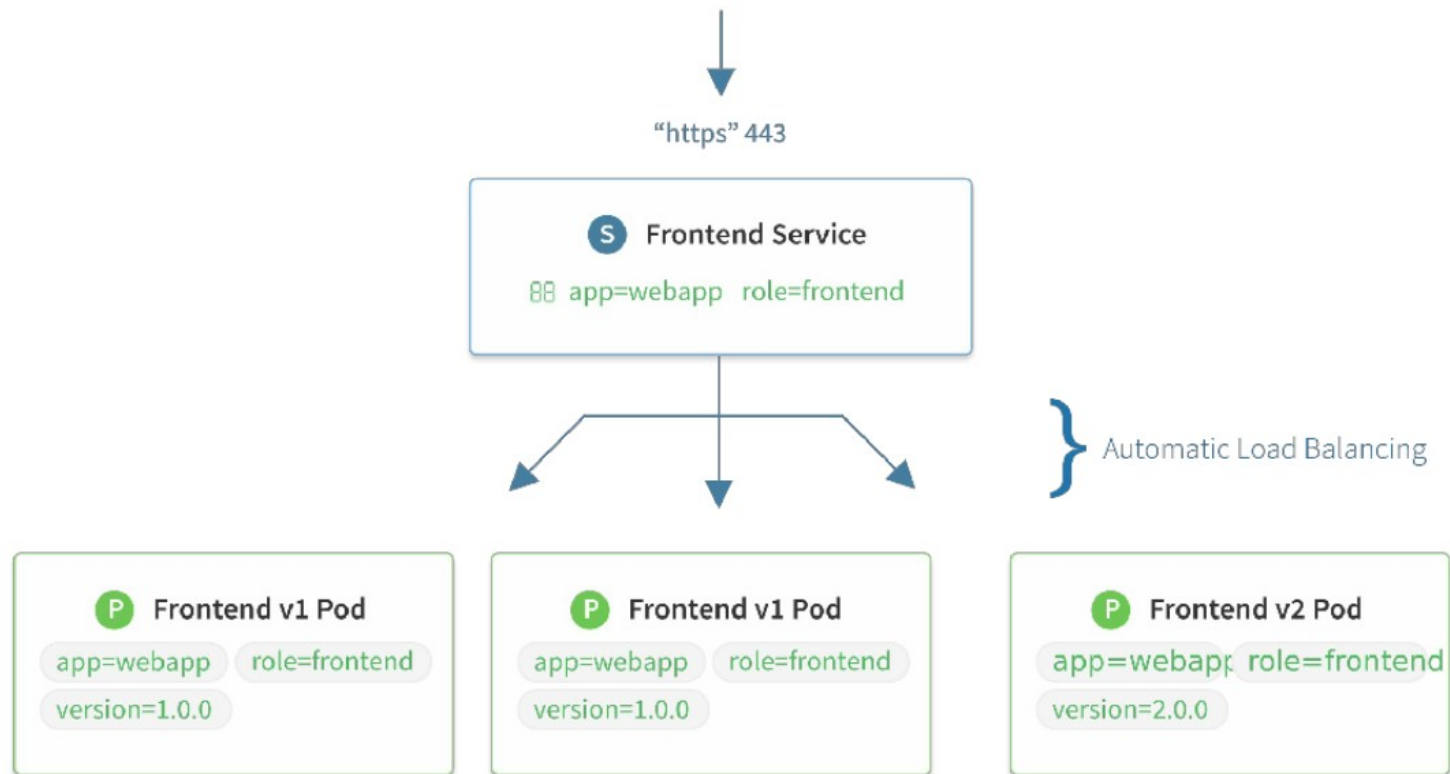 “https” 443
S Frontend Service
app=webapp role=frontend
Automatic Load Balancing
P Frontend v1 Pod
app=webapp role=frontend
version=1.0.0
P Frontend v1 Pod
app=webapp role=frontend
version=1.0.0
P Frontend v2 Pod
app=webapp role=frontend
version=2.0.0